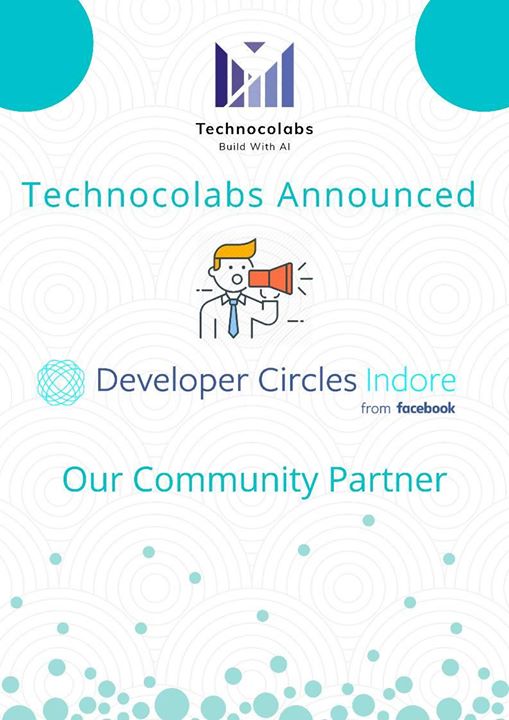 Technocolabs
Build With AI
Technocolabs Announced
Developer Circles Indore
from facebook
Our Community Partner